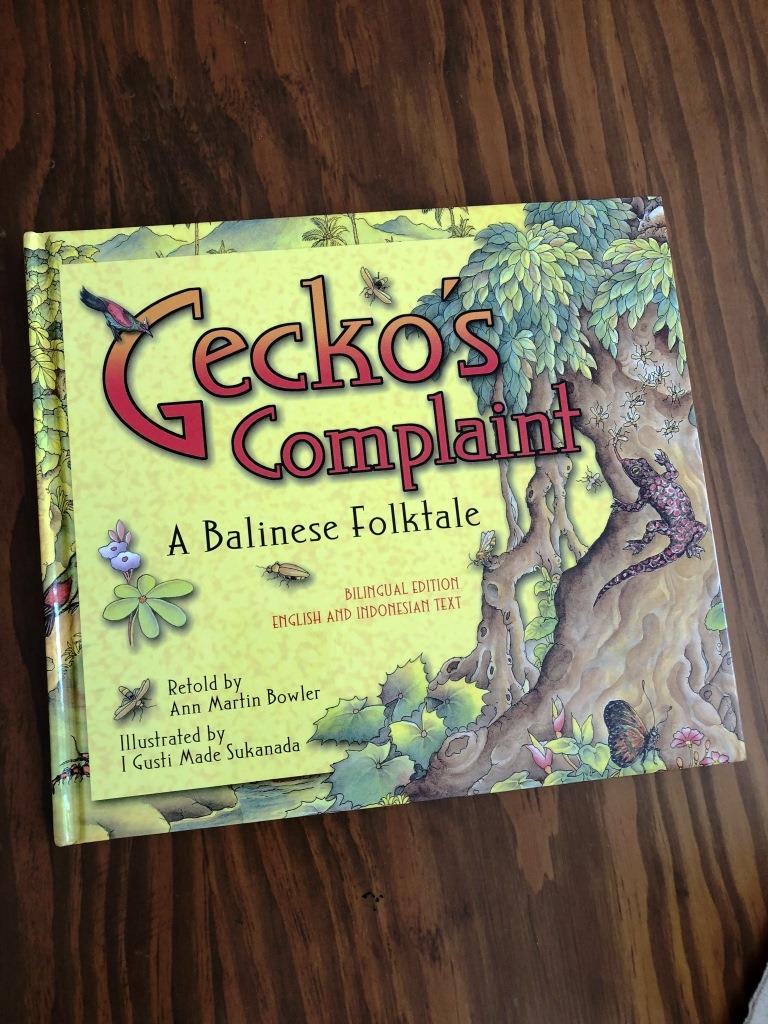 Gecko's
Complaint
A Balinese Folktale
BILINGUAL EDITION
ENGLISH AND INDONESIAN TEXT
Retold by
Ann Martin Bowler
Illustrated by
I Gusti Made Sukanada